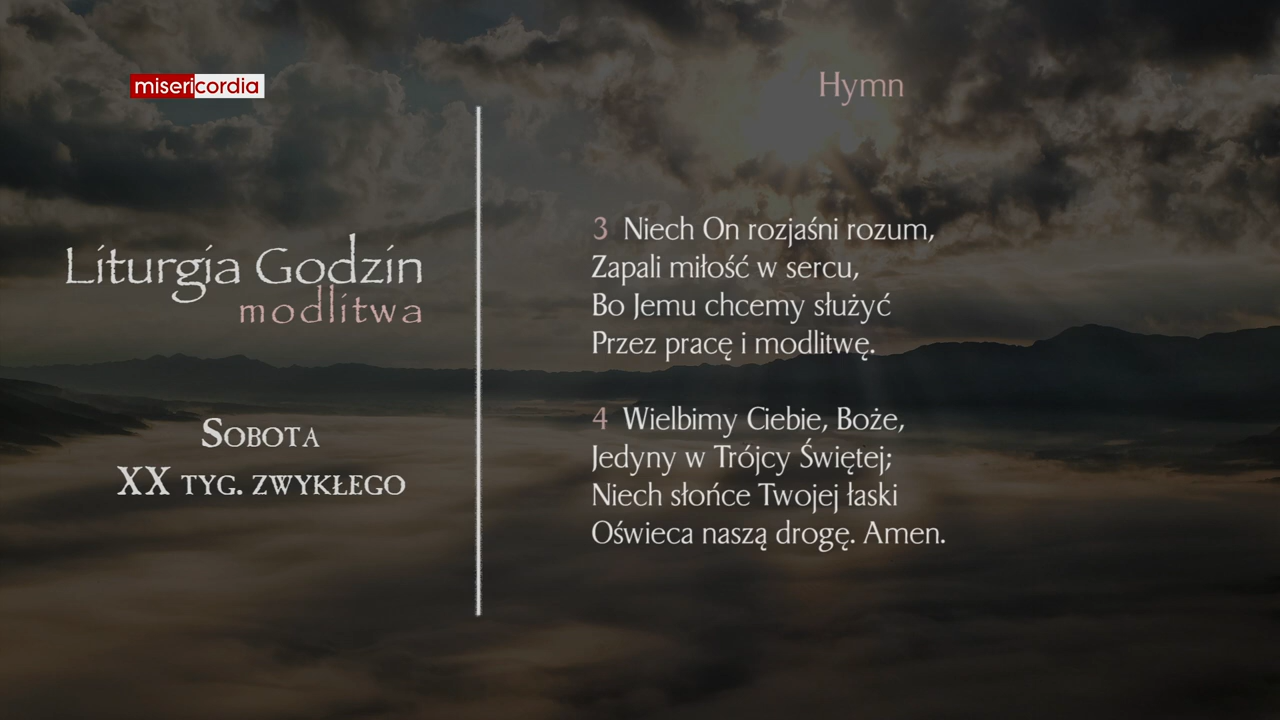 misericordia
Liturgia Godzin
modlitwa
Sobota
XX tyg. zwykłego
Hymn
3 Niech On rozjaśni rozum,
Zapali miłość w sercu,
Bo Jemu chcemy służyć
Przez pracę i modlitwę.
4 Wielbimy Ciebie, Boże,
Jedyny w Trójcy Świętej;
Niech słońce Twojej łaski
Oświeca naszą drogę. Amen.